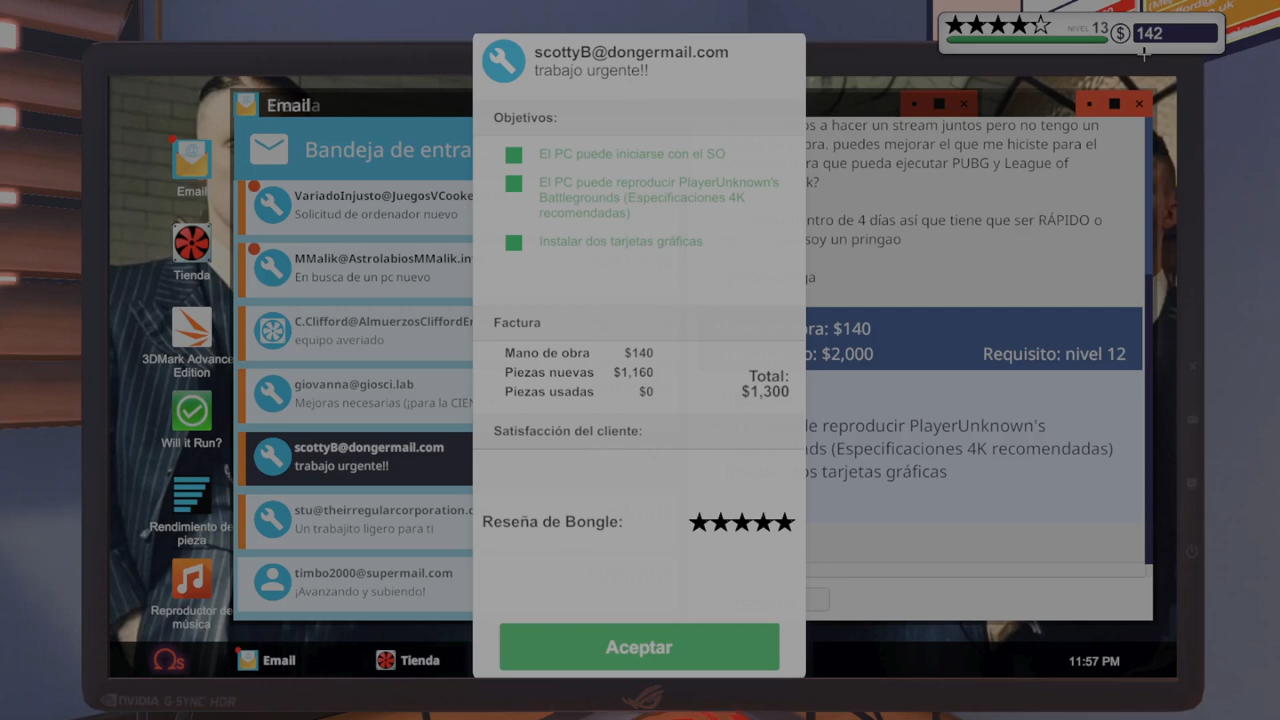 NIVEL 13 $ 142
scottyB@dongermail.com
trabajo urgente!!
Objetivos:
El PC puede iniciarse con el SO
El PC puede reproducir PlayerUnknown's
Battlegrounds (Especificaciones 4K
recomendadas)
Instalar dos tarjetas gráficas
Factura
Mano de obra $140
Piezas nuevas $1,160
Piezas usadas $0
Total:
$1,300
Satisfacción del cliente:
Reseña de Bongle:
Aceptar
Email
Tienda
3DMark Advance
Edition
Will it Run?
Rendimiento de
pieza
Reproductor de
música
Email
Bandeja de entra
VariadoInjusto@JuegosVCooke
Solicitud de ordenador nuevo
MMalik@AstrolabiosMMalik.in
En busca de un pc nuevo
C.Clifford@AlmuerzosCliffordE
equipo averiado
giovanna@giosci.lab
Mejoras necesarias (¡para la CIEN
scottyB@dongermail.com
trabajo urgente!!
stu@theirregularcorporation.c
Un trabajito ligero para ti
timbo2000@supermail.com
¡Avanzando y subiendo!
s a hacer un stream juntos pero no tengo un
ra, puedes mejorar el que me hiciste para el
ra que pueda ejecutar PUBG y League of
k?
ntro de 4 días así que tiene que ser RÁPIDO o
soy un pringao
ga
ra: $140
o: $2,000 Requisito: nivel 12
e reproducir PlayerUnknown's
ds (Especificaciones 4K recomendadas)
os tarjetas gráficas
Ωs Email Tienda 11:57 PM
NVIDIA G-SYNC HDR